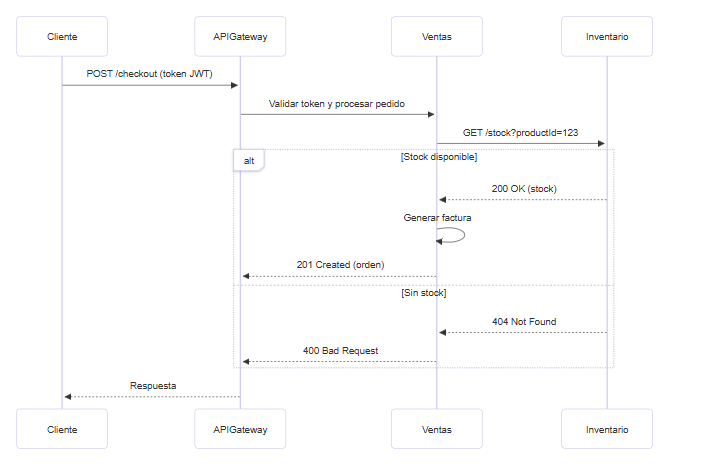 Cliente
APIGateway
Ventas
Inventario
POST /checkout (token JWT)
Validar token y procesar pedido
GET /stock?productId=123
alt
[Stock disponible]
200 OK (stock)
Generar factura
201 Created (orden)
[Sin stock]
404 Not Found
400 Bad Request
Respuesta
Cliente
APIGateway
Ventas
Inventario